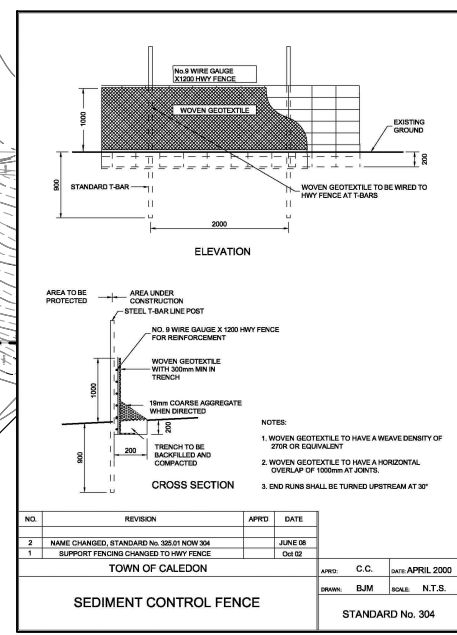 No.9 WIRE GAUGE
X1200 HWY FENCE
WOVEN GEOTEXTILE
1000
EXISTING
GROUND
200
900
STANDARD T-BAR
WOVEN GEOTEXTILE TO BE WIRED TO
HWY FENCE AT T-BARS
2000
ELEVATION
AREA TO BE
PROTECTED
AREA UNDER
CONSTRUCTION
STEEL T-BAR LINE POST
NO. 9 WIRE GAUGE X 1200 HWY FENCE
FOR REINFORCEMENT
WOVEN GEOTEXTILE
WITH 300mm MIN IN
TRENCH
1000
19mm COARSE AGGREGATE
WHEN DIRECTED
200
900
200
TRENCH TO BE
BACKFILLED AND
COMPACTED
CROSS SECTION
NOTES:
1. WOVEN GEOTEXTILE TO HAVE A WEAVE DENSITY OF
270R OR EQUIVALENT
2. WOVEN GEOTEXTILE TO HAVE A HORIZONTAL
OVERLAP OF 1000mm AT JOINTS.
3. END RUNS SHALL BE TURNED UPSTREAM AT 30°
NO. REVISION APR'D DATE
2 NAME CHANGED, STANDARD No. 325.01 NOW 304 JUNE 08
1 SUPPORT FENCING CHANGED TO HWY FENCE Oct 02
TOWN OF CALEDON
APR'D: C.C. DATE: APRIL 2000
DRAWN: BJM SCALE: N.T.S.
SEDIMENT CONTROL FENCE
STANDARD No. 304